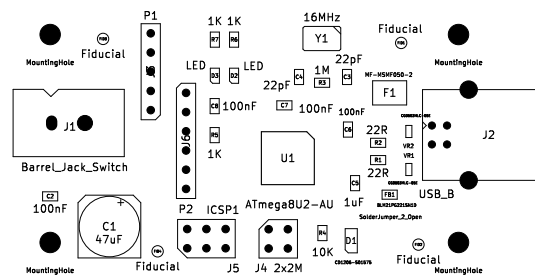 P1
1K 1K
16MHz
Fiducial
R7 R6
Y1
Fiducial
22pF
MountingHole
MountingHole
LED
D3 D2
LED
22pF
C4
1M
R3
C3
MF-MSMF050-2
F1
J1
C8
100nF
C7
100nF
100nF
C6
J2
R5
1K
22R
R2
VR2
R1
VR1
22R
U1
Barrel_Jack_Switch
C2
100nF
C5
1uF
FB1
USB_B
BLM21PG221SN1D
P2
ICSP1
ATmega8U2-AU
SolderJumper_2_Open
C1
47uF
R4
10K
D1
CD1206-S01575
Fiducial
J5
J4 2x2M
Fiducial
MountingHole
MountingHole